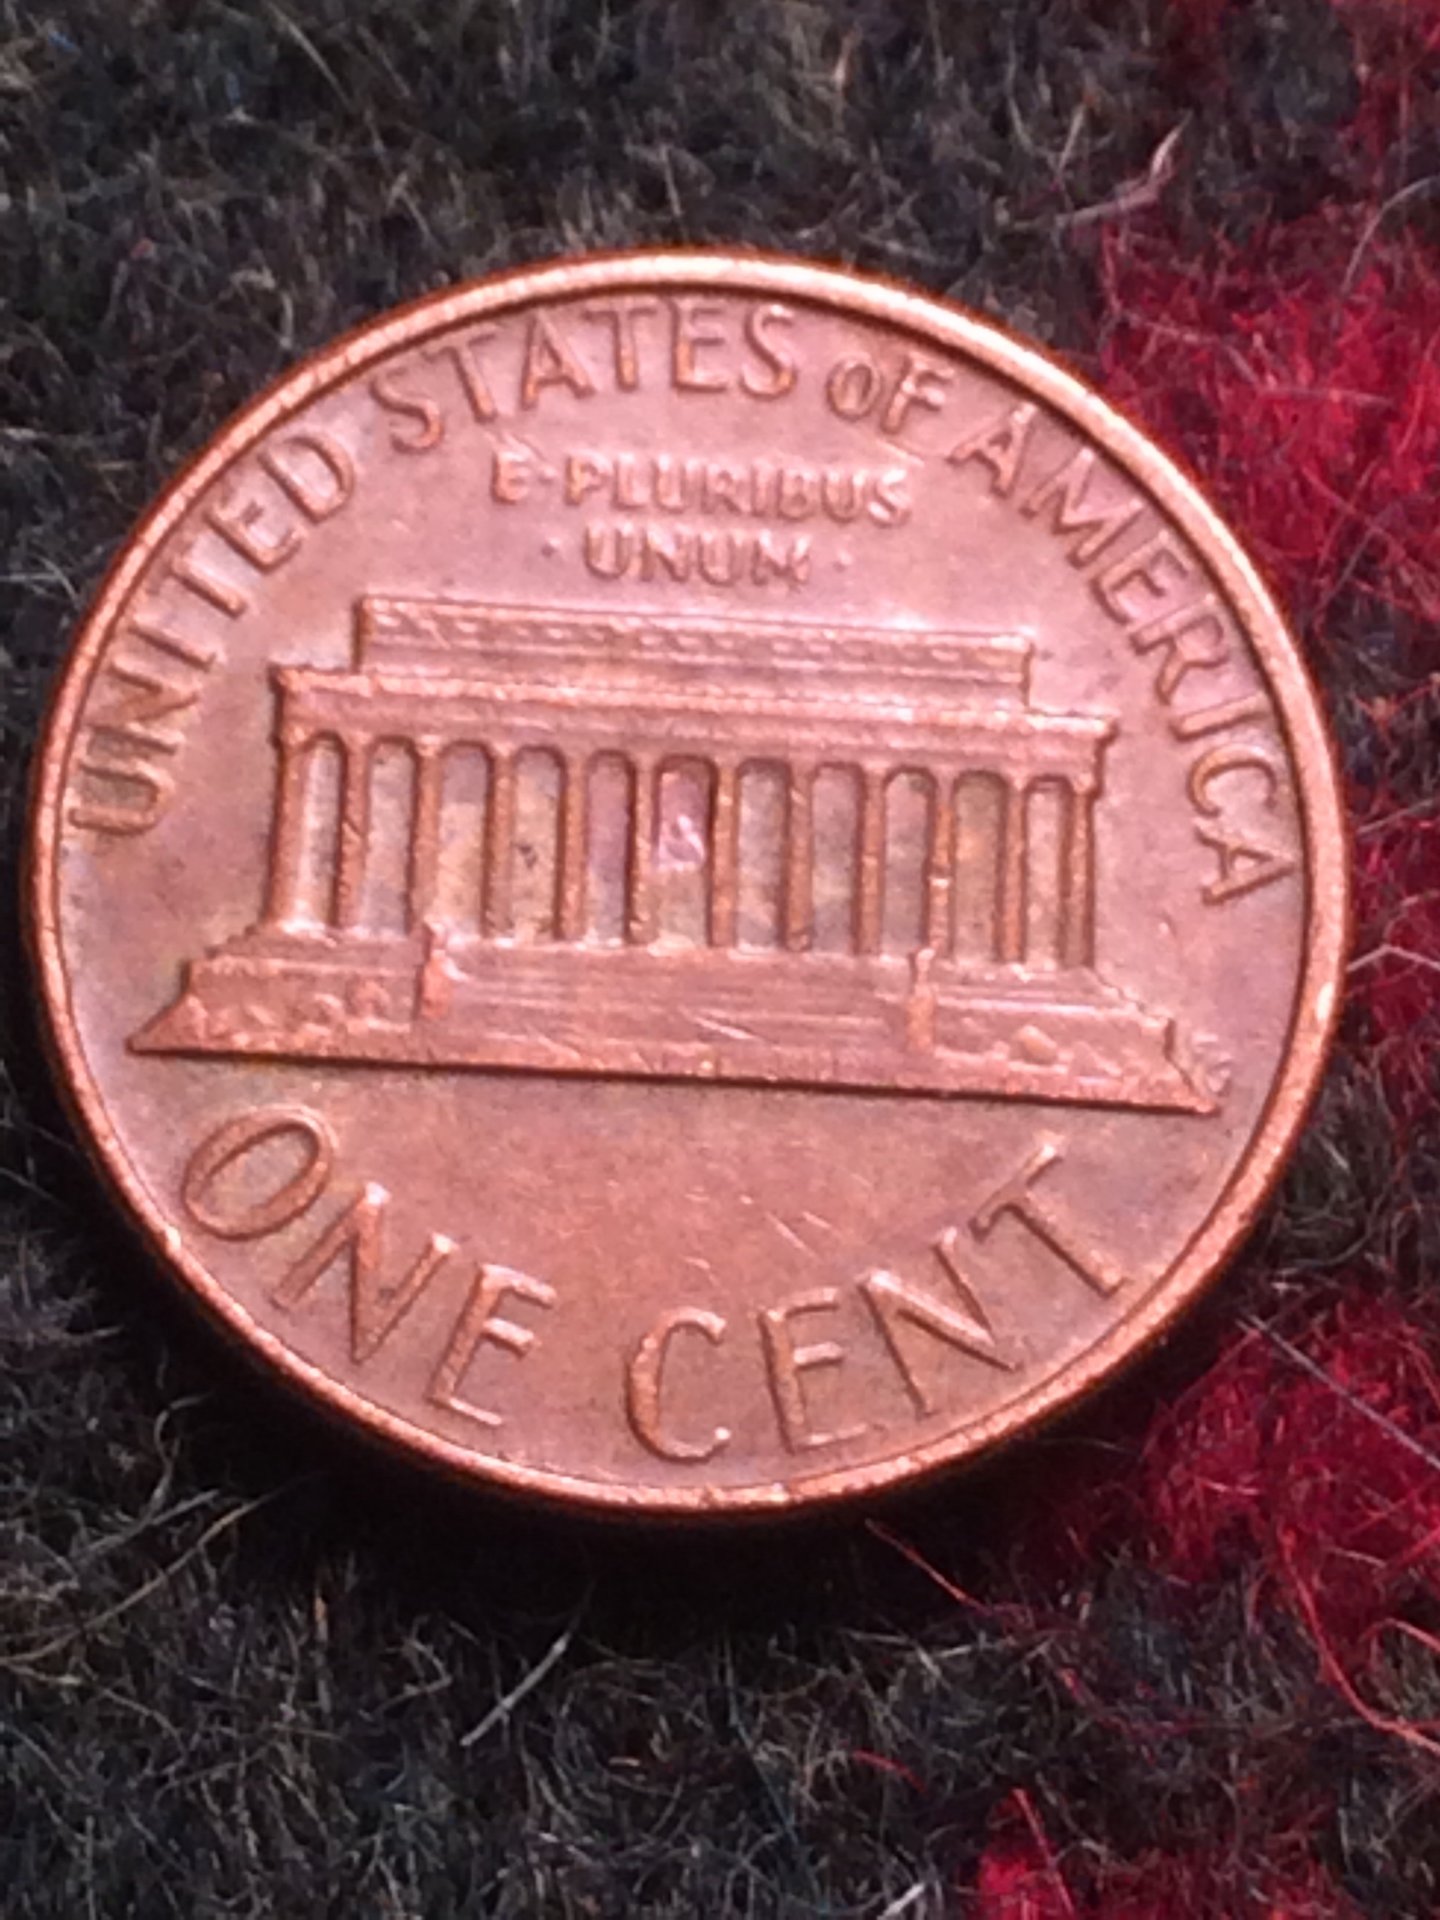 UNITED STATES OF AMERICA
E·PLURIBUS
·UNUM·
ONE CENT